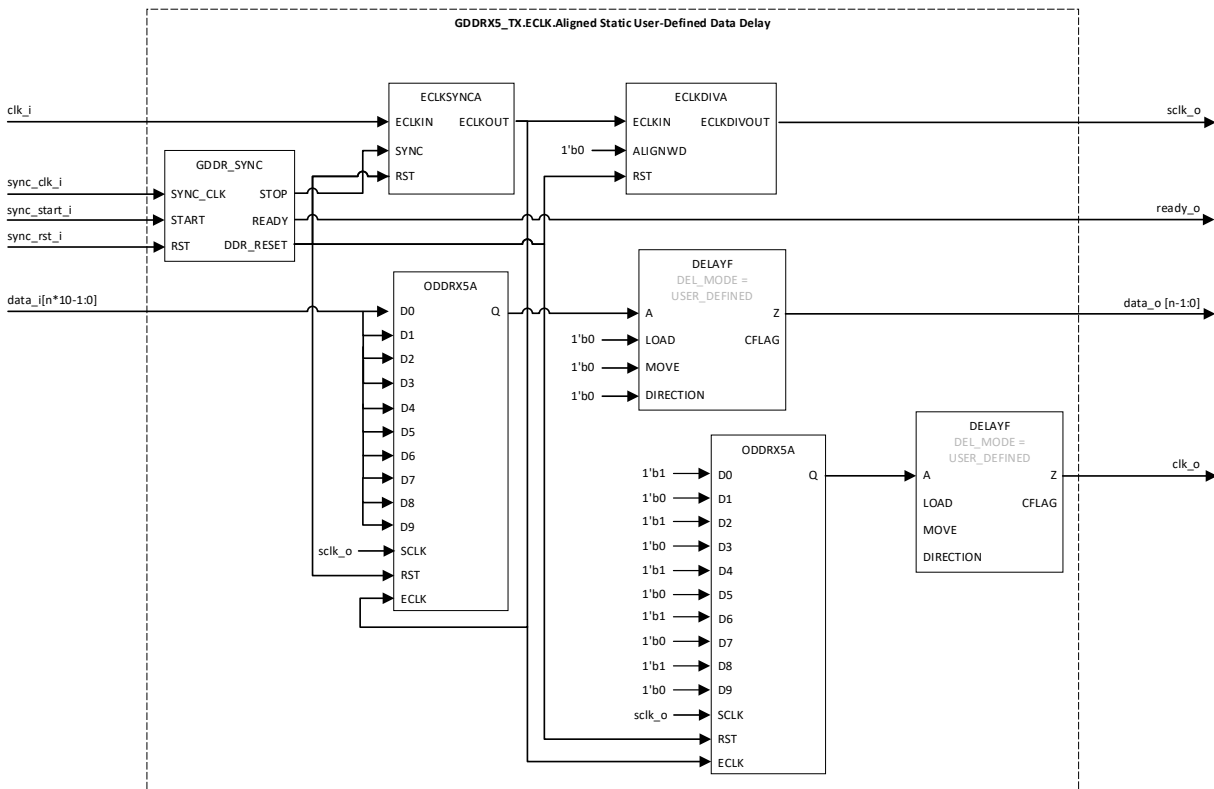 GDDRX5_TX.ECLK.Aligned Static User-Defined Data Delay
clk_i
sync_clk_i
sync_start_i
sync_rst_i
data_i[n*10-1:0]
GDDR_SYNC
SYNC_CLK STOP
START READY
RST DDR_RESET
ECLKSYNCA
ECLKIN ECLKOUT
SYNC
RST
ECLKDIVA
ECLKIN ECLKDIVOUT
1'b0 ALIGNWD
RST
sclk_o
ready_o
ODDRX5A
D0 Q
D1
D2
D3
D4
D5
D6
D7
D8
D9
sclk_o SCLK
RST
ECLK
DELAYF
DEL_MODE =
USER_DEFINED
A Z
1'b0 LOAD CFLAG
1'b0 MOVE
1'b0 DIRECTION
data_o [n-1:0]
ODDRX5A
1'b1 D0 Q
1'b0 D1
1'b1 D2
1'b0 D3
1'b1 D4
1'b0 D5
1'b1 D6
1'b0 D7
1'b1 D8
1'b0 D9
sclk_o SCLK
RST
ECLK
DELAYF
DEL_MODE =
USER_DEFINED
A Z
LOAD CFLAG
MOVE
DIRECTION
clk_o